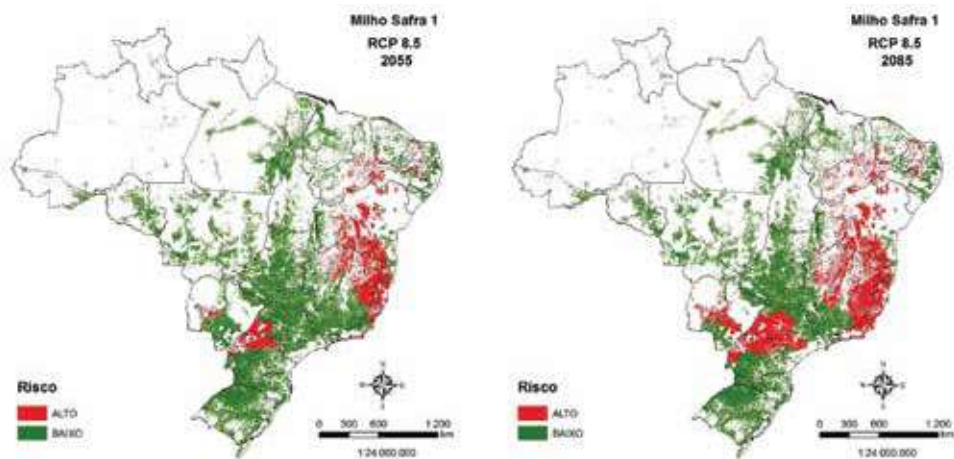 Milho Safra 1
RCP 8.5
2055
Risco
ALTO
BAIXO
N
S
0 300 600 1.200
km
1:24 000.000
Milho Safra 1
RCP 8.5
2085
Risco
ALTO
BAIXO
N
S
0 300 600 1.200
km
1:24 000.000